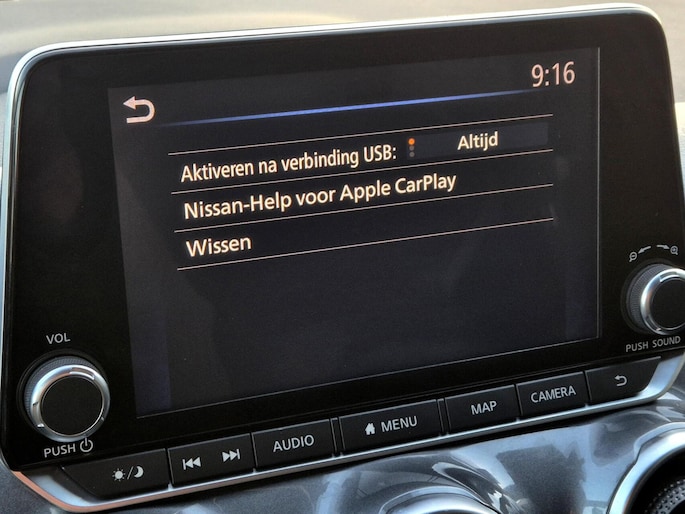 9:16
Aktiveren na verbinding USB: Altijd
Nissan-Help voor Apple CarPlay
Wissen
VOL
PUSH
PUSH SOUND
AUDIO
MENU
MAP
CAMERA